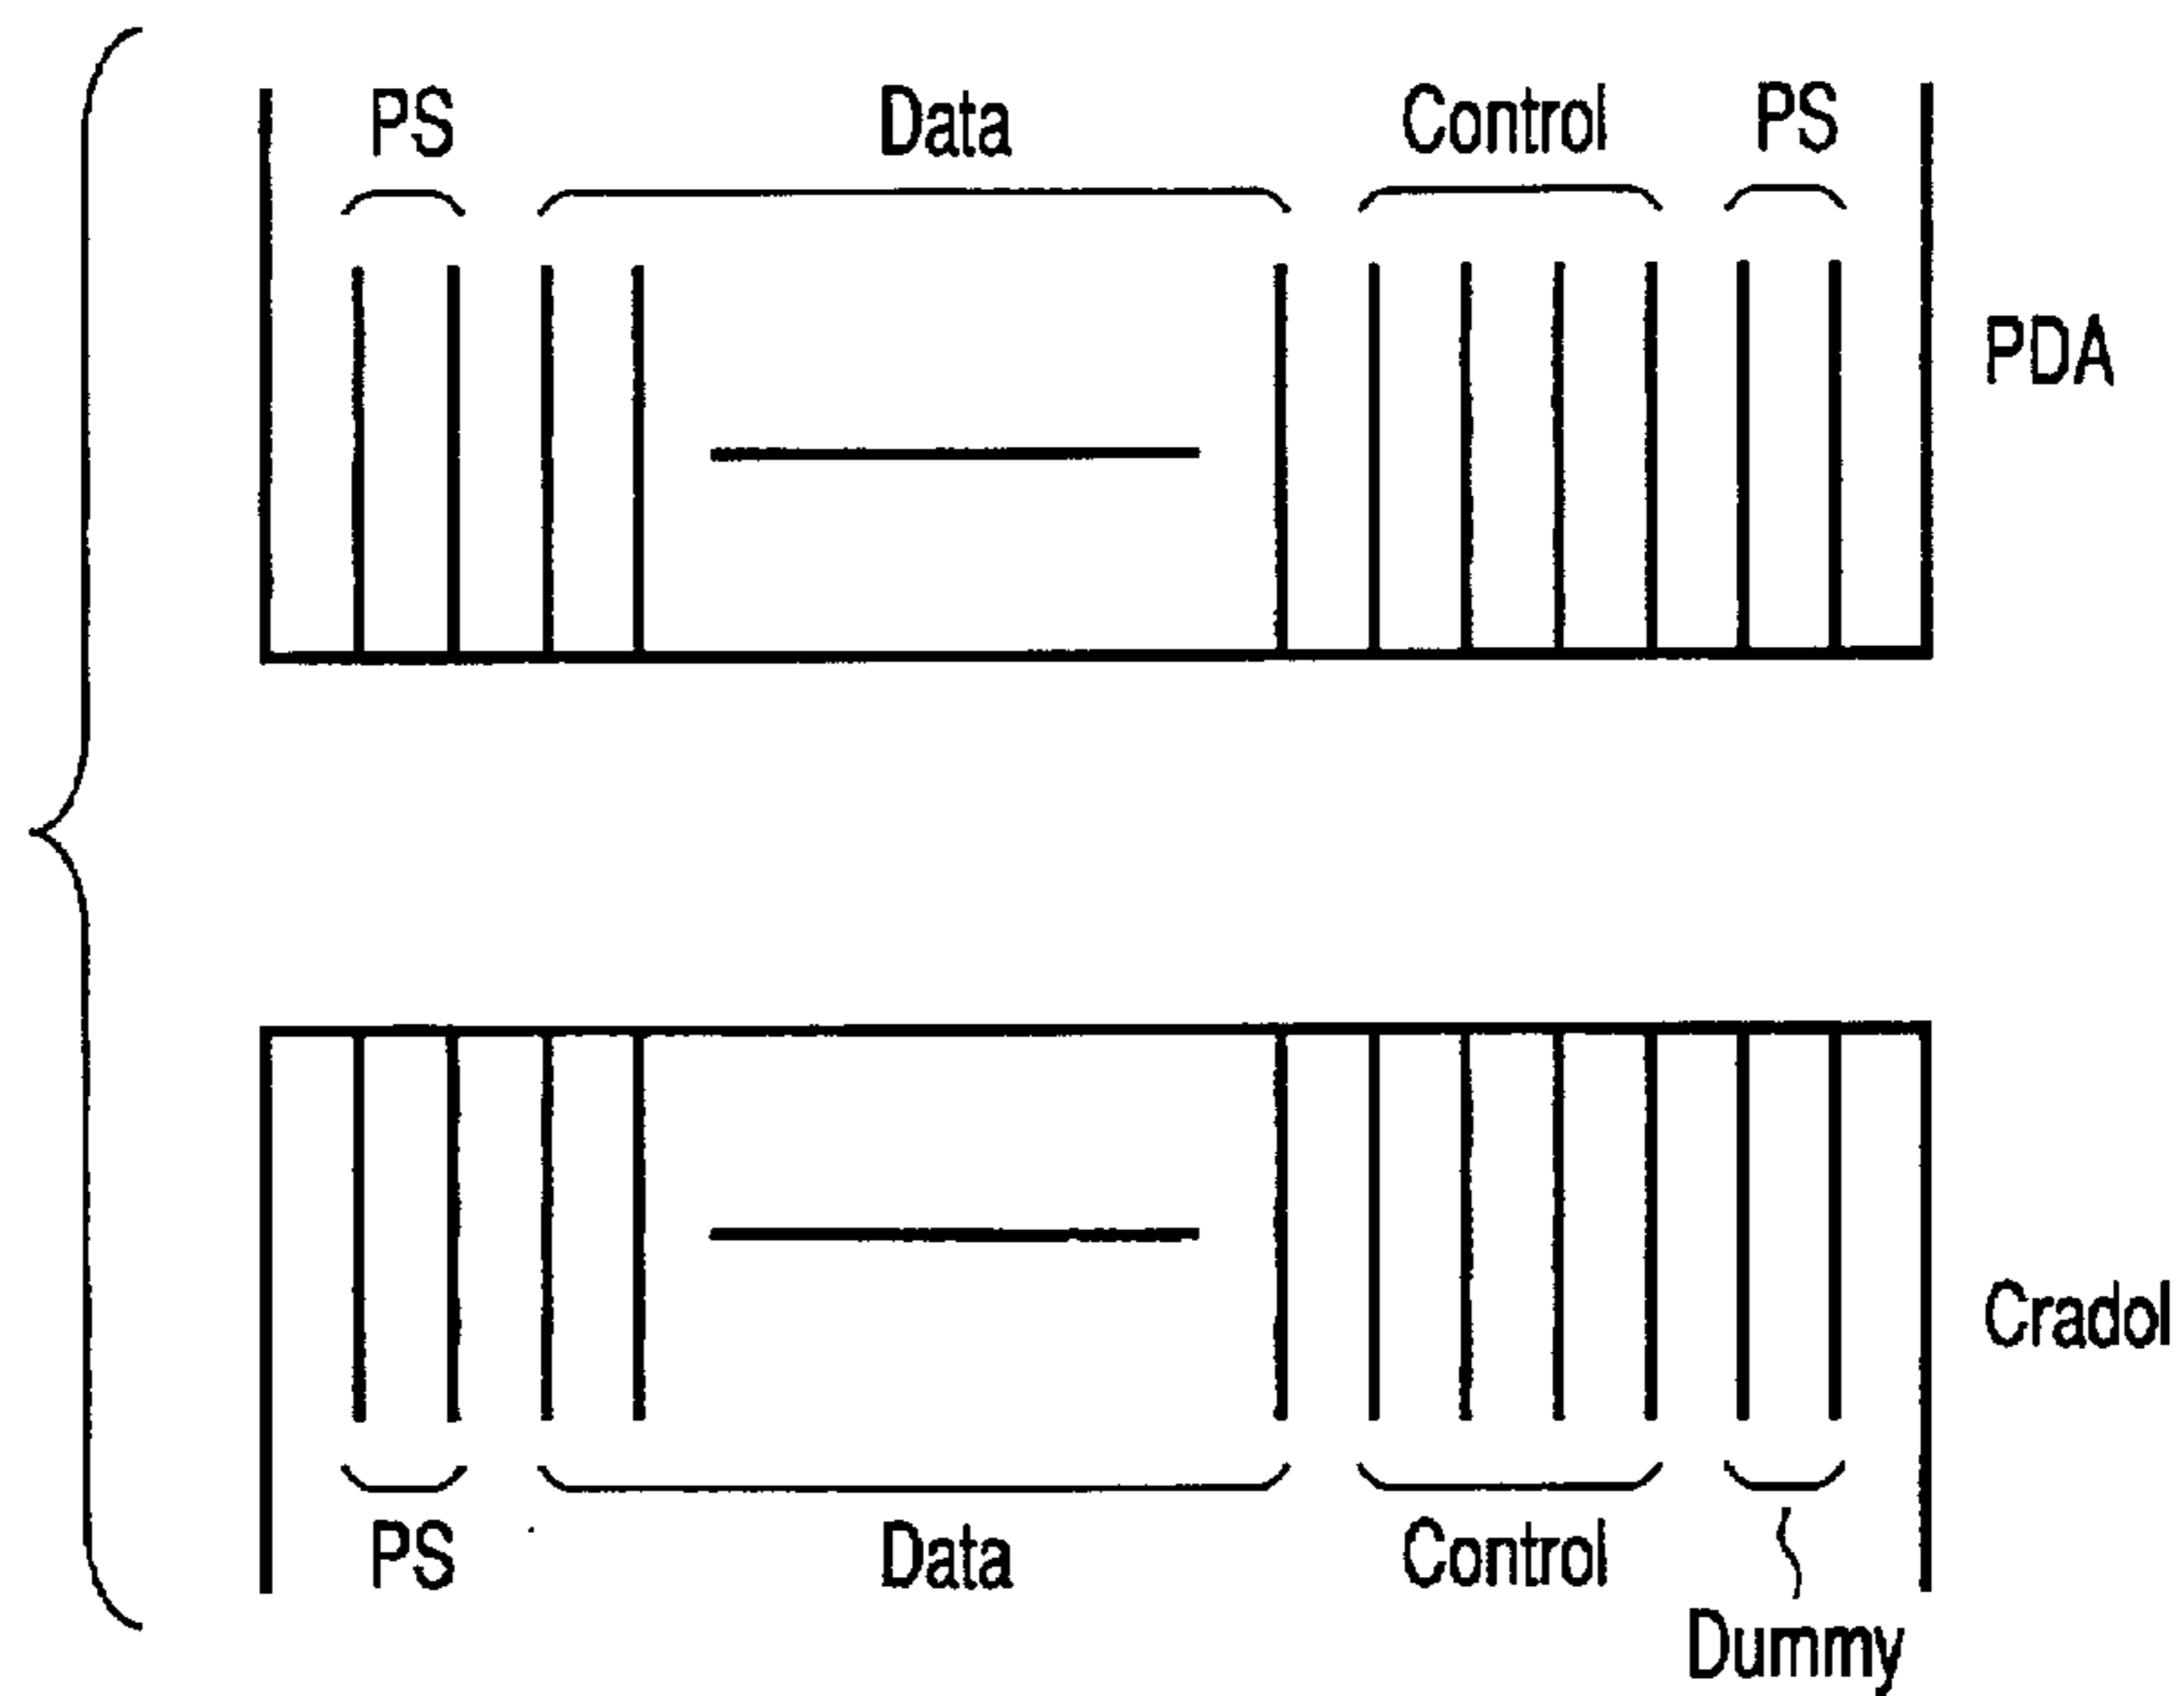 PS Data Control PS
PDA
Cradol
PS Data Control
Dummy